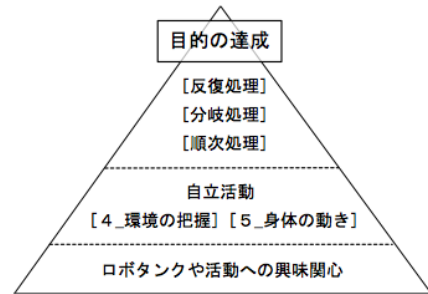 目的の達成
[反復処理]
[分岐処理]
[順次処理]
自立活動
[４_環境の把握] [５_身体の動き]
ロボタンクや活動への興味関心